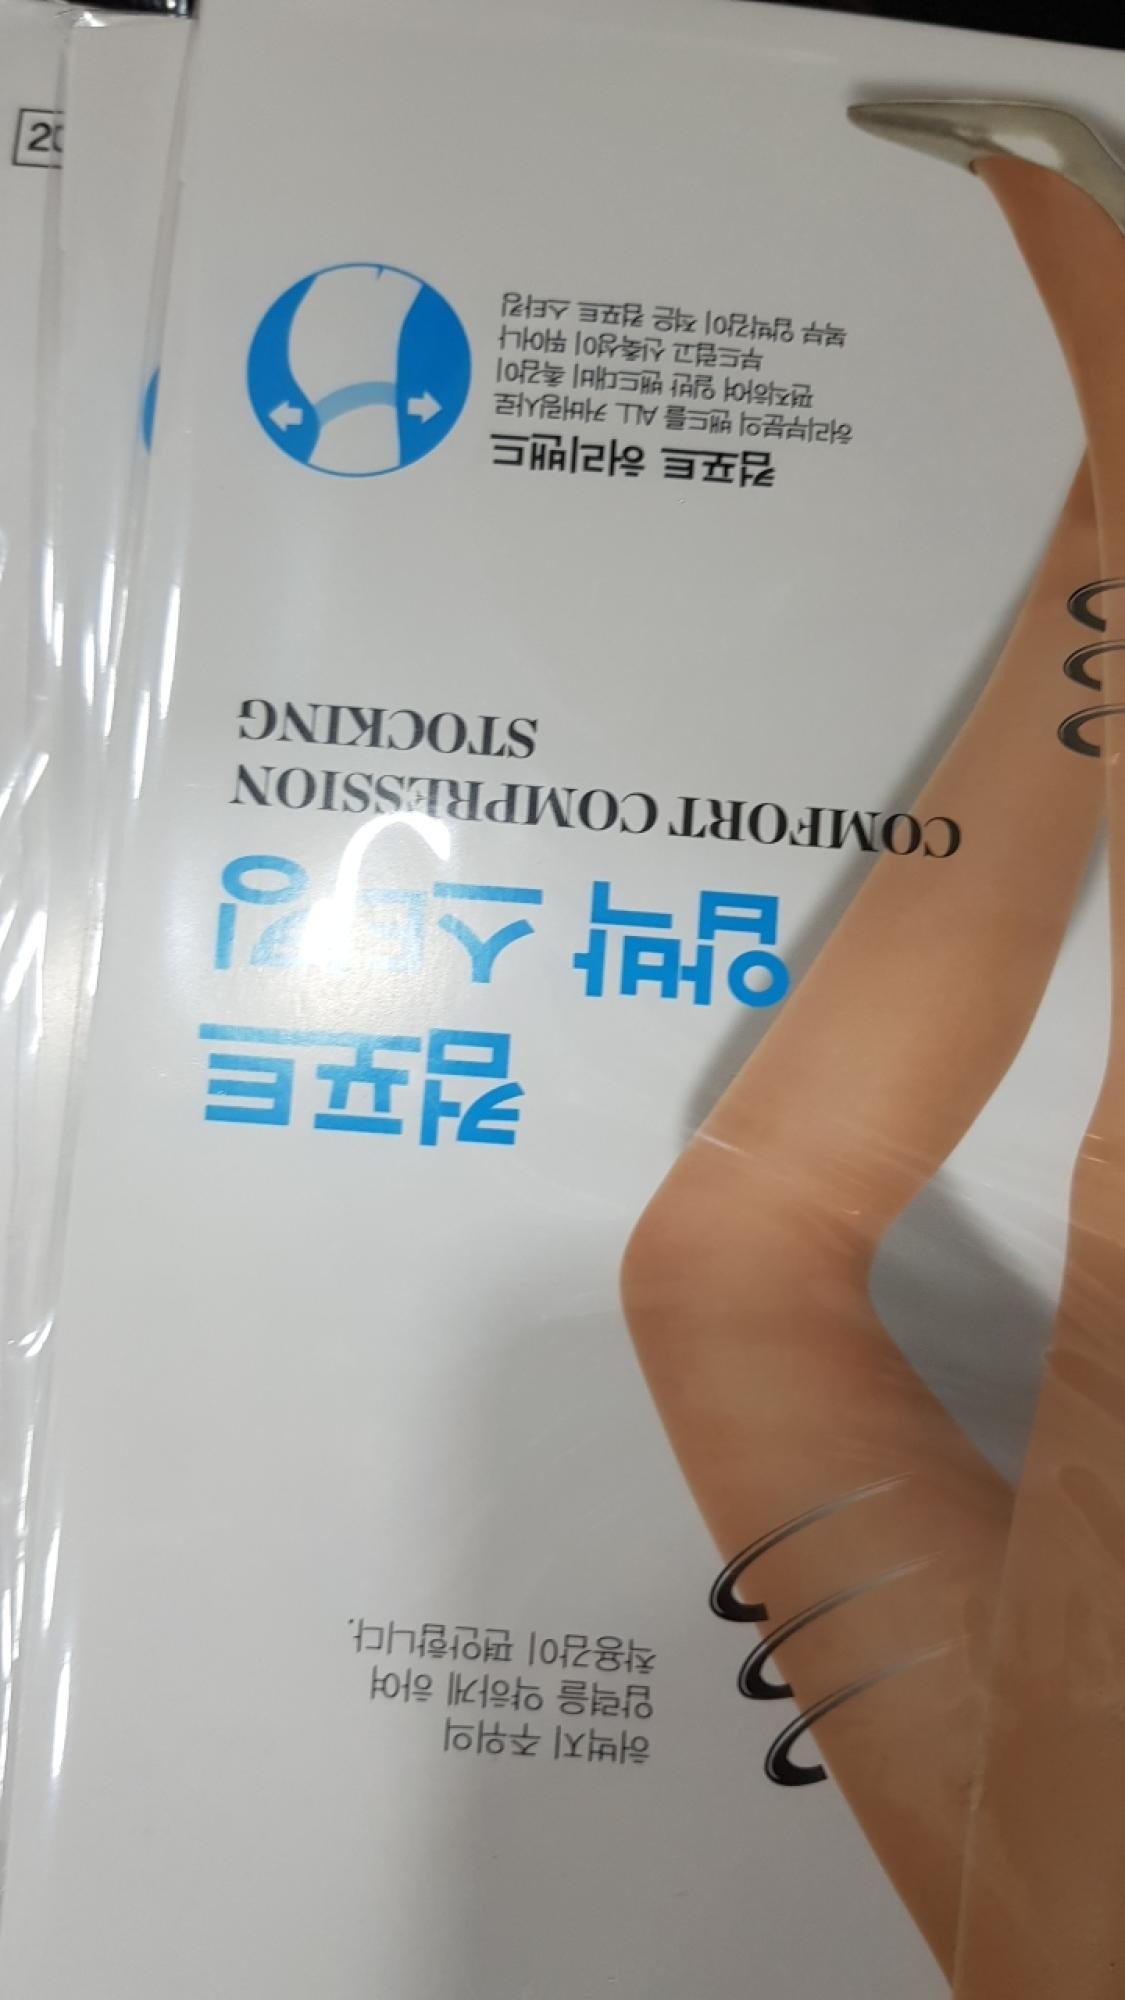 허벅지 주위의
압력을 약하게 하여
착용감이 편안합니다.
컴포트
압박 스타킹
COMFORT COMPRESSION
STOCKING
컴포트 허리밴드
허리부분의 밴드를 ALL 커버링사로
편직하여 일반 밴드대비 촉감이
부드럽고 신축성이 뛰어나
복부 압박감이 적은 컴포트 스타킹